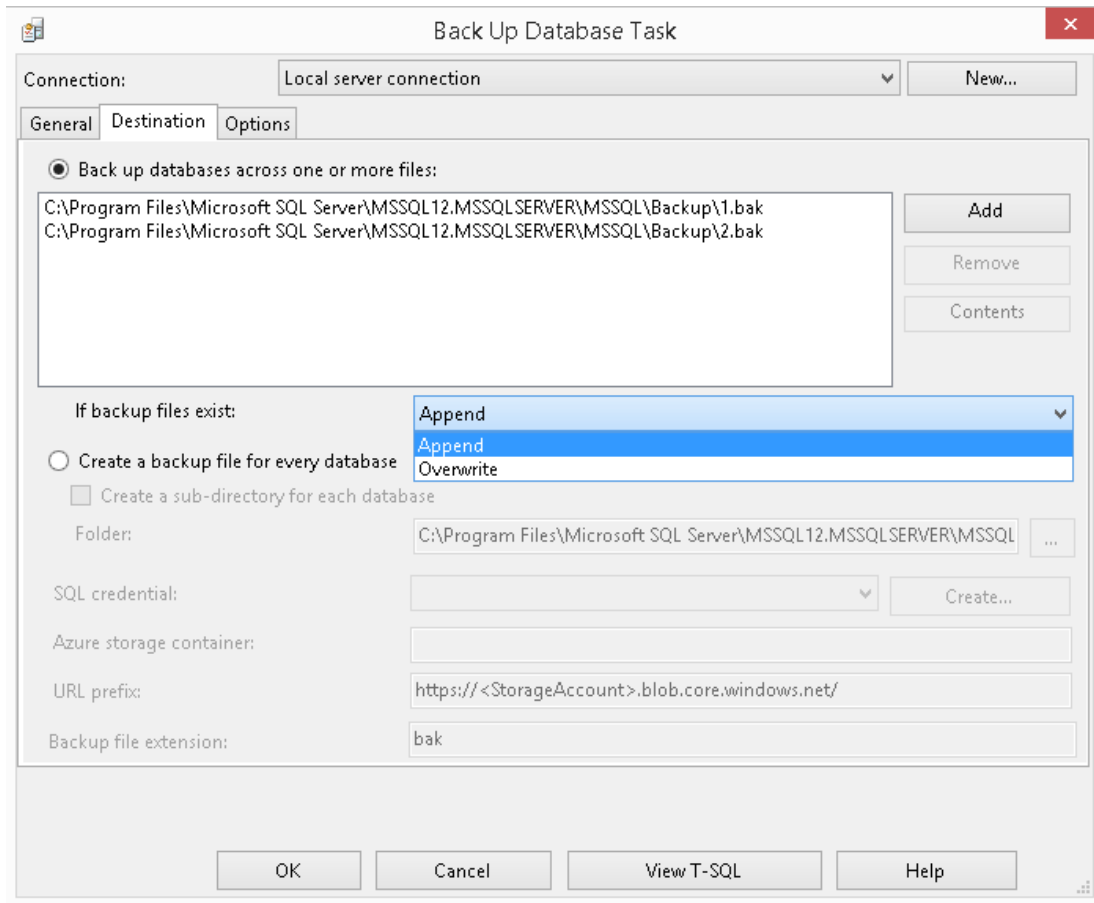 Back Up Database Task
Connection: Local server connection New...
General Destination Options
Back up databases across one or more files:
C:\Program Files\Microsoft SQL Server\MSSQL12.MSSQLSERVER\MSSQL\Backup\1.bak
C:\Program Files\Microsoft SQL Server\MSSQL12.MSSQLSERVER\MSSQL\Backup\2.bak
Add
Remove
Contents
If backup files exist: Append
Append
Overwrite
Create a backup file for every database
Create a sub-directory for each database
Folder: C:\Program Files\Microsoft SQL Server\MSSQL12.MSSQLSERVER\MSSQL ...
SQL credential: Create...
Azure storage container:
URL prefix: https://<StorageAccount>.blob.core.windows.net/
Backup file extension: bak
OK Cancel View T-SQL Help